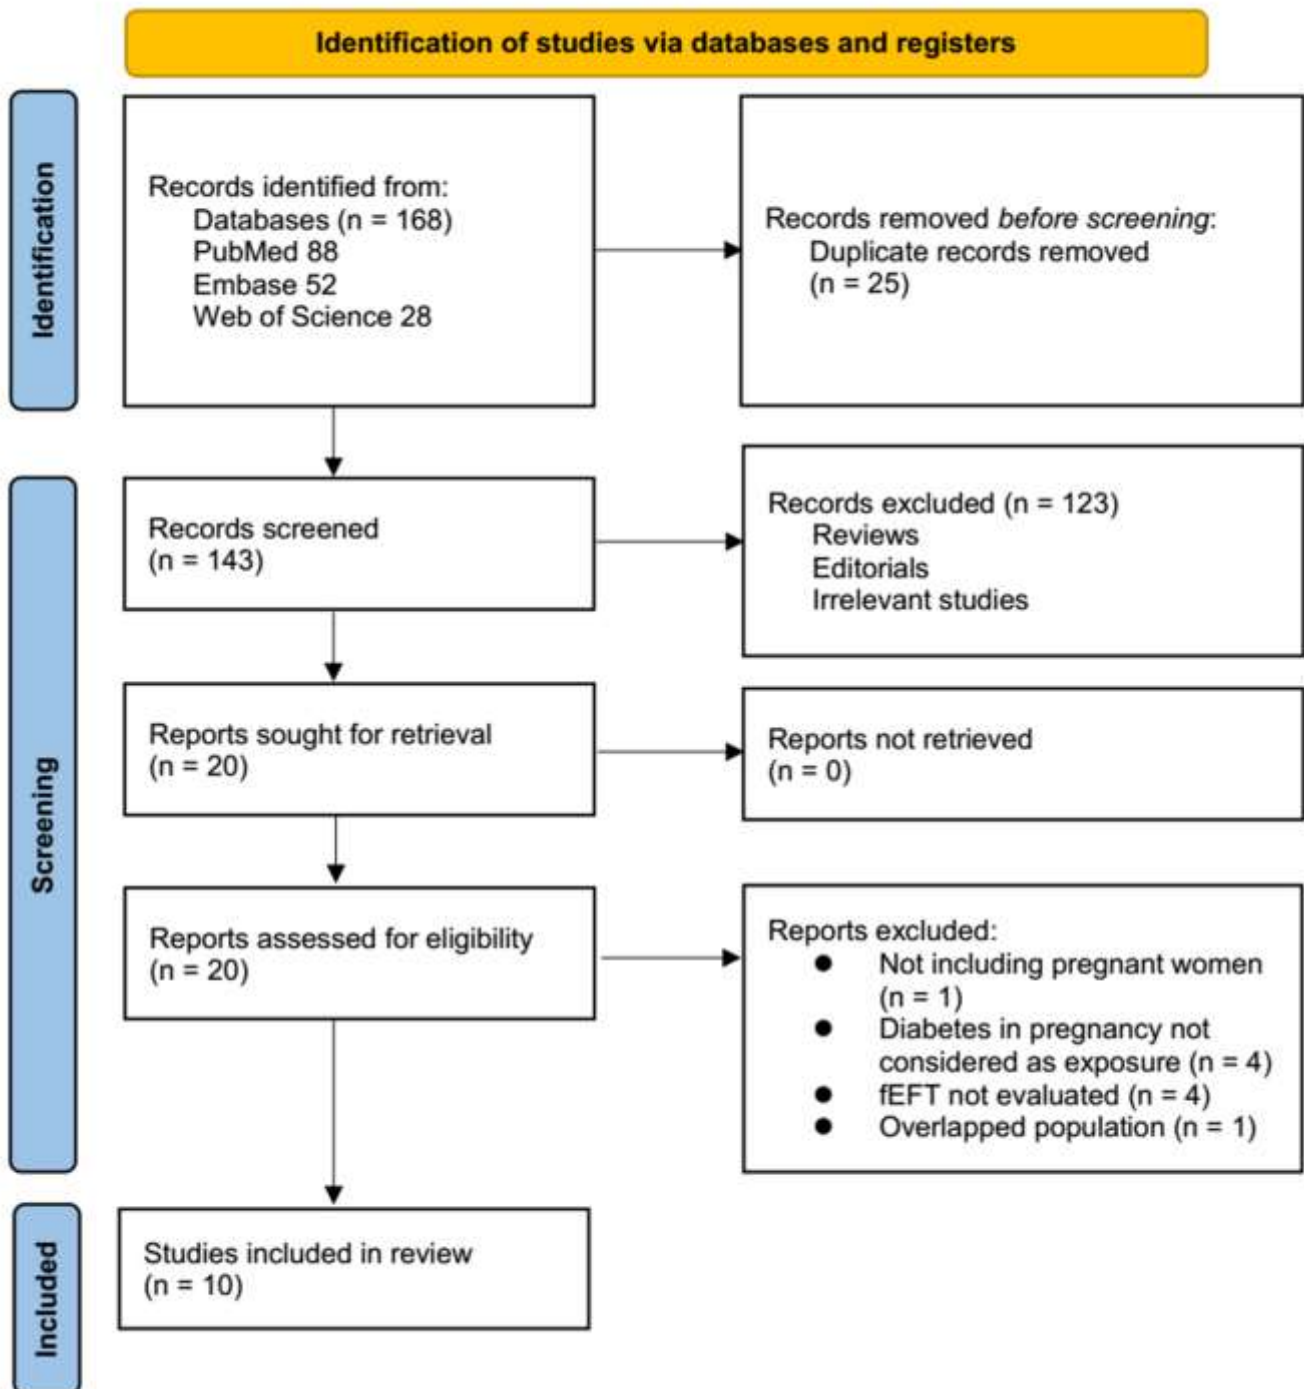 Identification of studies via databases and registers
Identification
Records identified from:
Databases (n = 168)
PubMed 88
Embase 52
Web of Science 28
Records removed before screening:
Duplicate records removed
(n = 25)
Screening
Records screened
(n = 143)
Records excluded (n = 123)
Reviews
Editorials
Irrelevant studies
Reports sought for retrieval
(n = 20)
Reports not retrieved
(n = 0)
Reports assessed for eligibility
(n = 20)
Reports excluded:
● Not including pregnant women
(n = 1)
● Diabetes in pregnancy not
considered as exposure (n = 4)
● fEFT not evaluated (n = 4)
● Overlapped population (n = 1)
Included
Studies included in review
(n = 10)